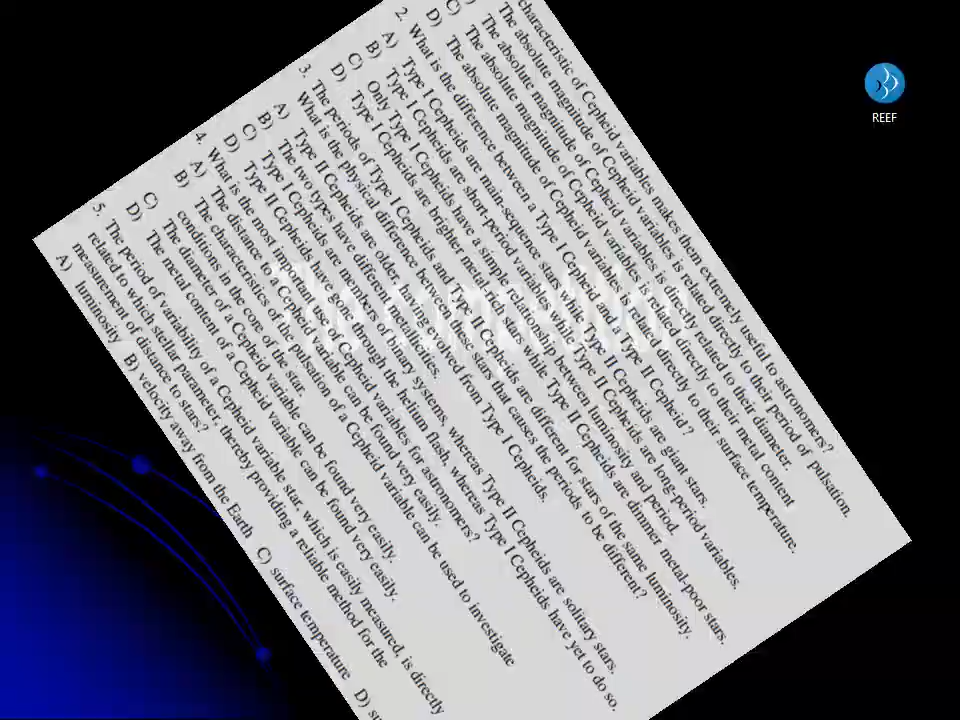 characteristic of Cepheid variables makes them extremely useful to astronomers?
The absolute magnitude of Cepheid variables is related directly to their period of pulsation.
The absolute magnitude of Cepheid variables is directly related to their diameter.
C) The absolute magnitude of Cepheid variables is related directly to their metal content
D) The absolute magnitude of Cepheid variables is related directly to their surface temperature.
2. What is the difference between a Type I Cepheid and a Type II Cepheid?
A) Type I Cepheids are main-sequence stars while Type II Cepheids are giant stars.
B) Type I Cepheids are short-period variables while Type II Cepheids are long-period variables.
C) Only Type I Cepheids have a simple relationship between luminosity and period.
D) Type I Cepheids are brighter metal-rich stars while Type II Cepheids are dimmer metal-poor stars.
3. The periods of Type I Cepheids and Type II Cepheids are different for stars of the same luminosity.
What is the physical difference between these stars that causes the periods to be different?
A) Type II Cepheids are older, evolved from Type I Cepheids.
B) The two types have different metallicities.
C) Type I Cepheids are members of binary systems, whereas Type II Cepheids are solitary stars.
D) Type II Cepheids have gone through the helium flash, whereas Type I Cepheids have yet to do so.
4. What is the most important use of Cepheid variables for astronomers?
A) The distance to a Cepheid variable can be found very easily.
B) The characteristics of the pulsation of a Cepheid variable can be used to investigate
conditions in the core of the star.
C) The diameter of a Cepheid variable can be found very easily.
D) The metal content of a Cepheid variable can be found very easily.
5. The period of variability of a Cepheid variable star, which is easily measured, is directly
related to which stellar parameter, thereby providing a reliable method for the
measurement of distance to stars?
A) luminosity B) velocity away from the Earth C) surface temperature D)
The competition
REEF